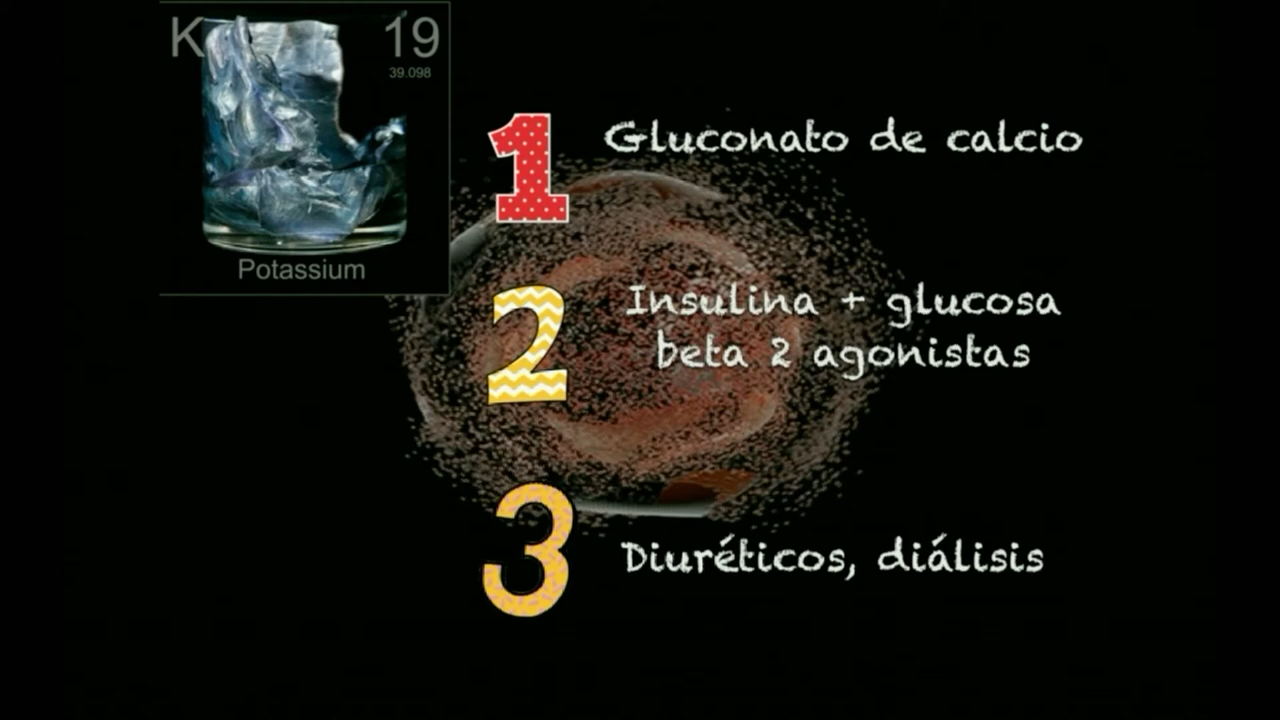 K 19
39.098
Potassium
1 Gluconato de calcio
2 Insulina + glucosa
beta 2 agonistas
3 Diuréticos, diálisis